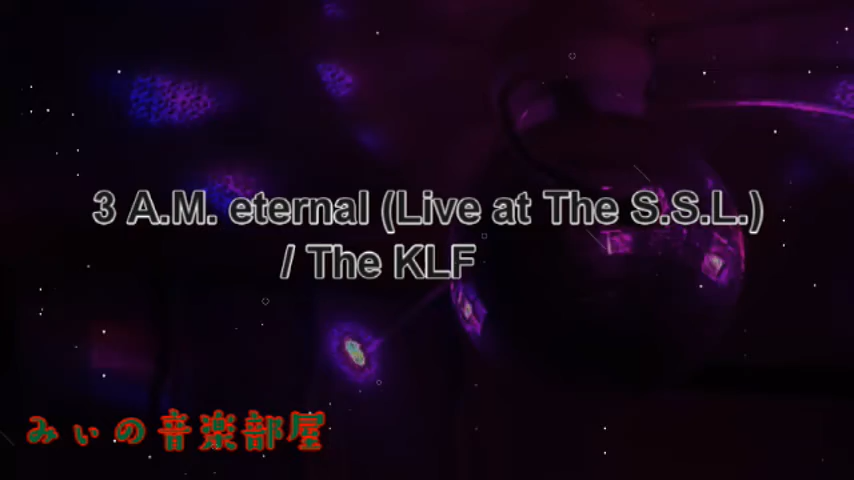 3 A.M. eternal (Live at The S.S.L.)
/ The KLF
みぃの音楽部屋